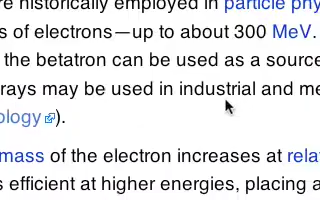 re historically employed in particle phy
s of electrons—up to about 300 MeV.
the betatron can be used as a source
rays may be used in industrial and me
ology).
mass of the electron increases at rela
s efficient at higher energies, placing a